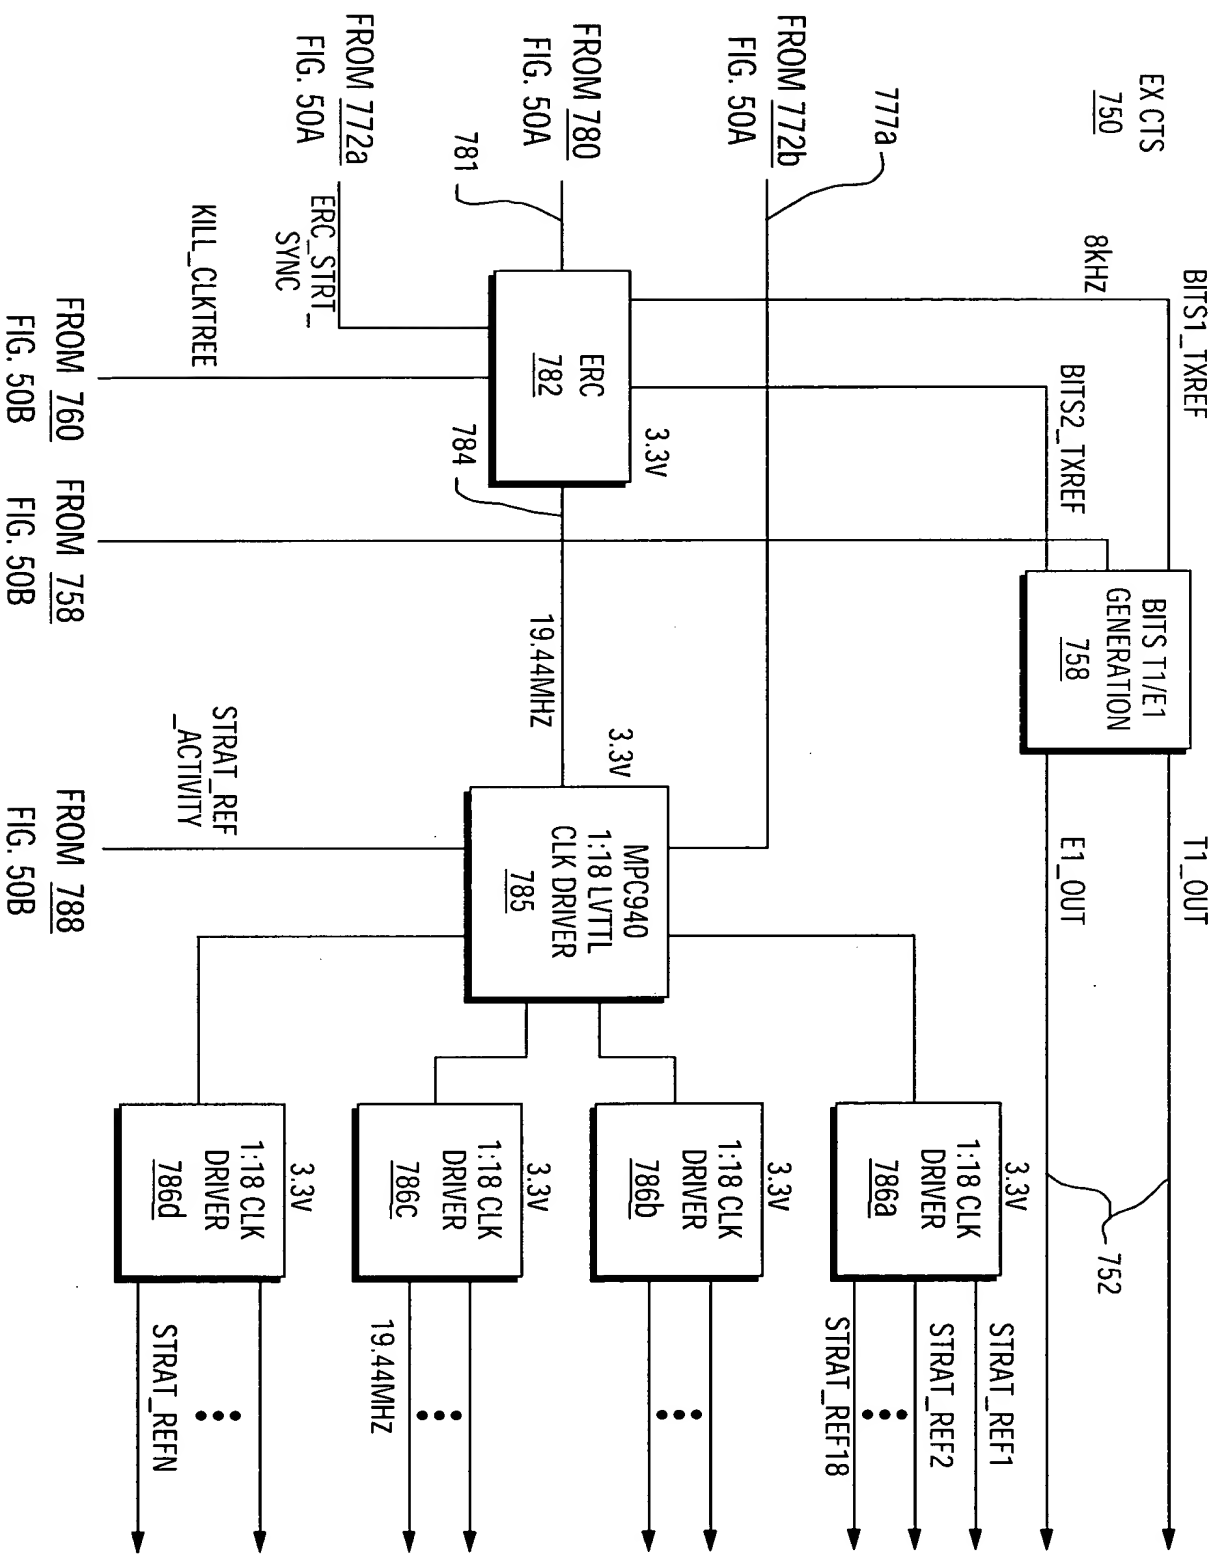 EX CTS
750
BITS1_TXREF
8kHz
BITS2_TXREF
BITS T1/E1
GENERATION
758
T1_OUT
E1_OUT
752
777a
FROM 772b
FIG. 50A
FROM 780
FIG. 50A
781
FROM 772a
FIG. 50A
ERC_STRT_
SYNC
KILL_CLKTREE
FROM 760
FIG. 50B
FROM 758
FIG. 50B
ERC
782
3.3V
784
19.44MHz
3.3V
MPC940
1:18 LVTTL
CLK DRIVER
785
STRAT_REF
_ACTIVITY
FROM 788
FIG. 50B
3.3V
1:18 CLK
DRIVER
786a
STRAT_REF1
STRAT_REF2
STRAT_REF18
3.3V
1:18 CLK
DRIVER
786b
3.3V
1:18 CLK
DRIVER
786c
19.44MHz
3.3V
1:18 CLK
DRIVER
786d
STRAT_REFN